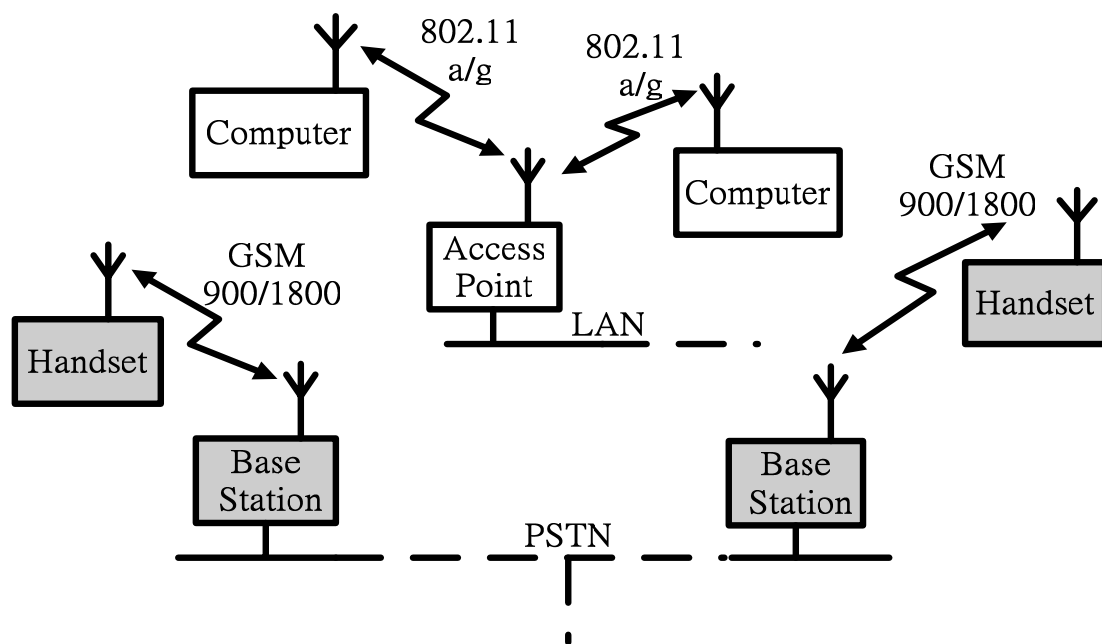 802.11
a/g
802.11
a/g
Computer
Computer
GSM
900/1800
Access
Point
GSM
900/1800
Handset
LAN
Handset
Base
Station
Base
Station
PSTN